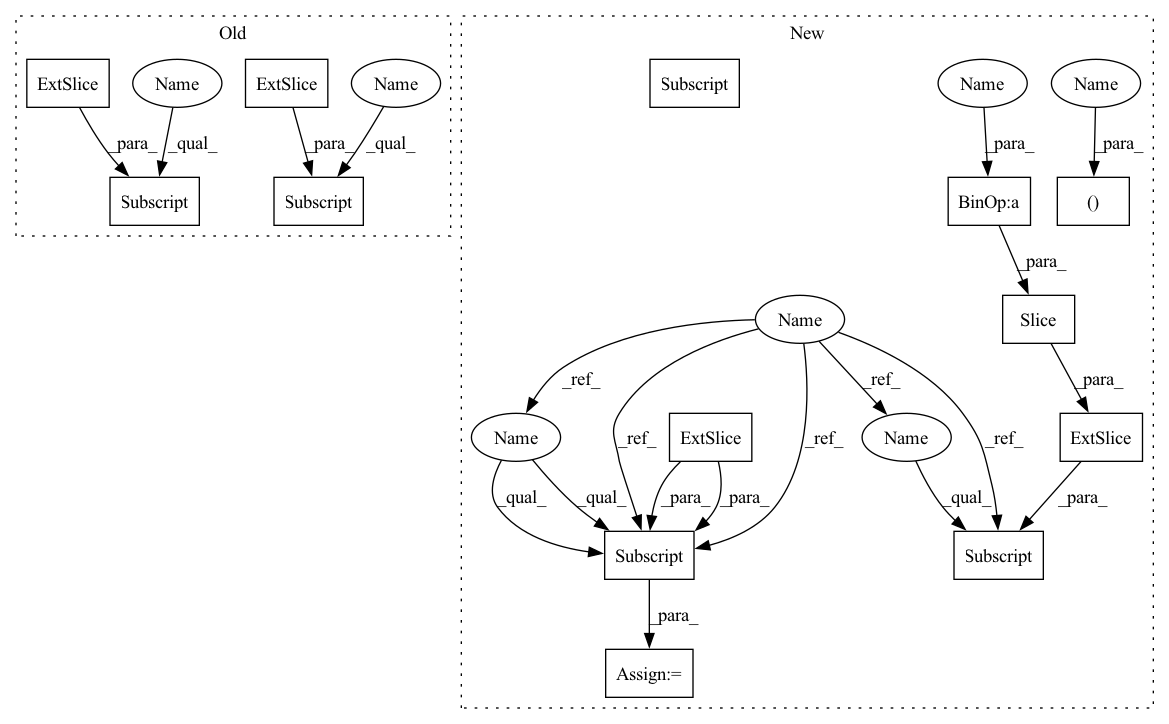 Old
New
ExtSlice
Name
ExtSlice
Name
Subscript
Name
Name
_para_
_qual_
_para_
_qual_
_para_
_para_
Subscript
Subscript
BinOp:a
()
_para_
Name
Slice
_ref_
_ref_
_para_
Name
ExtSlice
Name
ExtSlice
_ref_
_ref_
_ref_
_qual_
_qual_
_para_
_para_
_qual_
_para_
Subscript
Subscript
_para_
Assign:=